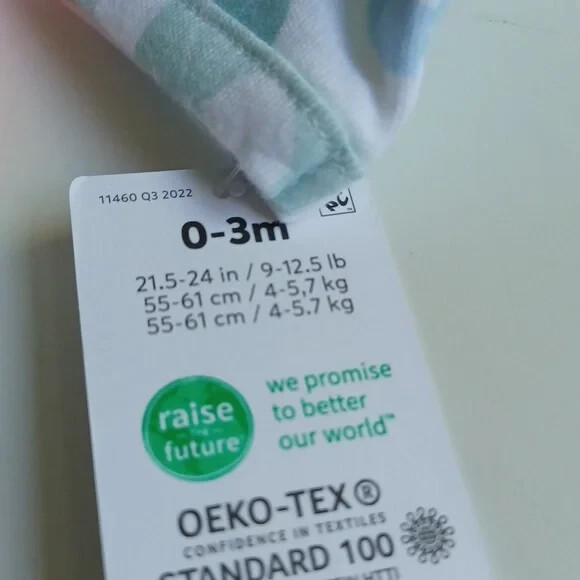 11460 Q3 2022
0-3m
21.5-24 in / 9-12.5 lb
55-61 cm / 4-5,7 kg
55-61 cm / 4-5.7 kg
raise
THE
future
we promise
to better
our world™
OEKO-TEX®
CONFIDENCE IN TEXTILES
STANDARD 100